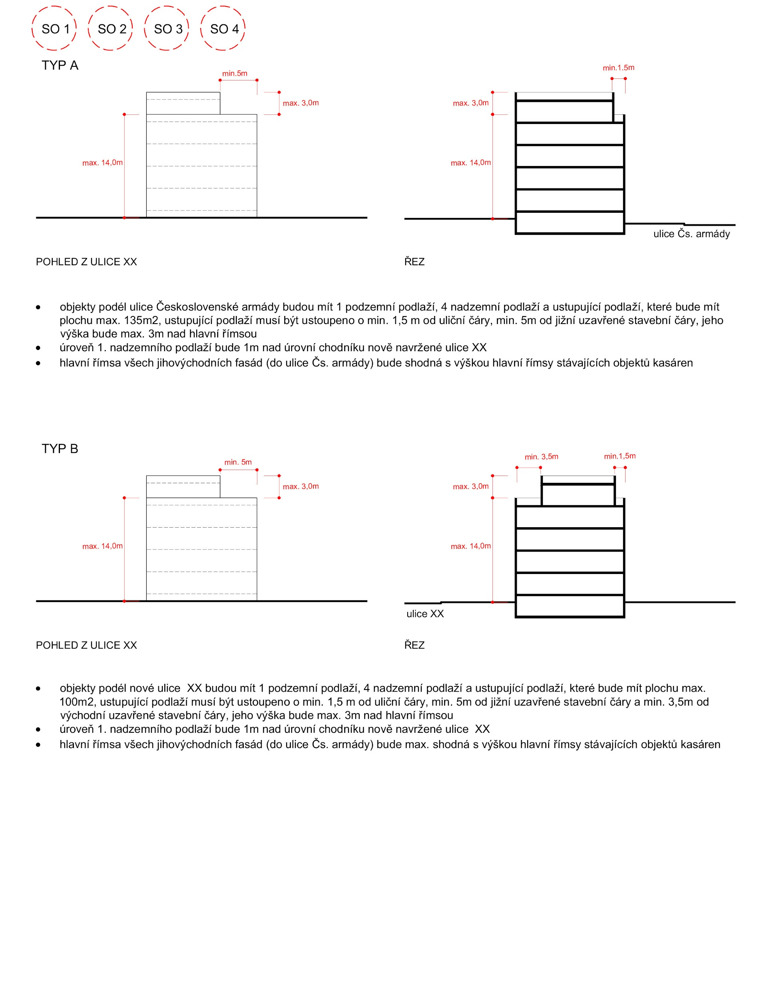 SO 1 SO 2 SO 3 SO 4
TYP A
min.5m
max. 3,0m
max. 14,0m
min.1.5m
max. 3,0m
max. 14,0m
ulice Čs. armády
POHLED Z ULICE XX
ŘEZ
• objekty podél ulice Československé armády budou mít 1 podzemní podlaží, 4 nadzemní podlaží a ustupující podlaží, které bude mít
plochu max. 135m2, ustupující podlaží musí být ustoupeno o min. 1,5 m od uliční čáry, min. 5m od jižní uzavřené stavební čáry, jeho
výška bude max. 3m nad hlavní římsou
• úroveň 1. nadzemního podlaží bude 1m nad úrovní chodníku nově navržené ulice XX
• hlavní římsa všech jihovýchodních fasád (do ulice Čs. armády) bude shodná s výškou hlavní římsy stávajících objektů kasáren
TYP B
min. 5m
max. 3,0m
max. 14,0m
min. 3,5m
min.1,5m
max. 3,0m
max. 14,0m
ulice XX
POHLED Z ULICE XX
ŘEZ
• objekty podél nové ulice XX budou mít 1 podzemní podlaží, 4 nadzemní podlaží a ustupující podlaží, které bude mít plochu max.
100m2, ustupující podlaží musí být ustoupeno o min. 1,5 m od uliční čáry, min. 5m od jižní uzavřené stavební čáry a min. 3,5m od
východní uzavřené stavební čáry, jeho výška bude max. 3m nad hlavní římsou
• úroveň 1. nadzemního podlaží bude 1m nad úrovní chodníku nově navržené ulice XX
• hlavní římsa všech jihovýchodních fasád (do ulice Čs. armády) bude max. shodná s výškou hlavní římsy stávajících objektů kasáren